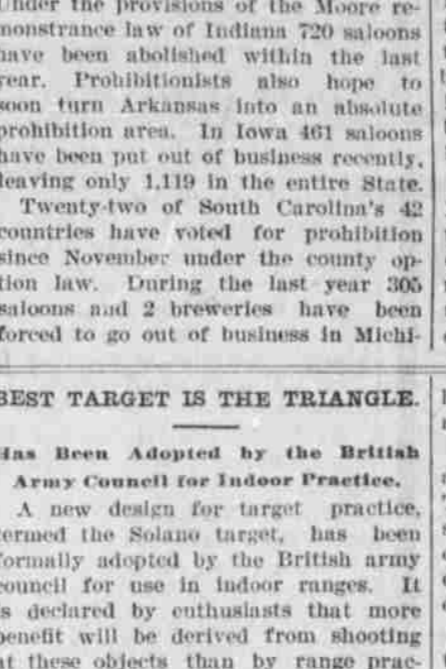 Under the provisions of the Moore re-
monstrance law of Indiana 720 saloons
have been abolished within the last
year. Prohibitionists also hope to
soon turn Arkansas into an absolute
prohibition area. In Iowa 461 saloons
have been put out of business recently,
leaving only 1,119 in the entire State.
Twenty-two of South Carolina's 42
countries have voted for prohibition
since November under the county op-
tion law. During the last year 305
saloons and 2 breweries have been
forced to go out of business in Michi-
BEST TARGET IS THE TRIANGLE.
Has Been Adopted by the British
Army Council for Indoor Practice.
A new design for target practice,
termed the Solano target, has been
formally adopted by the British army
council for use in indoor ranges. It
is declared by enthusiasts that more
benefit will be derived from shooting
at these objects than by range prac-